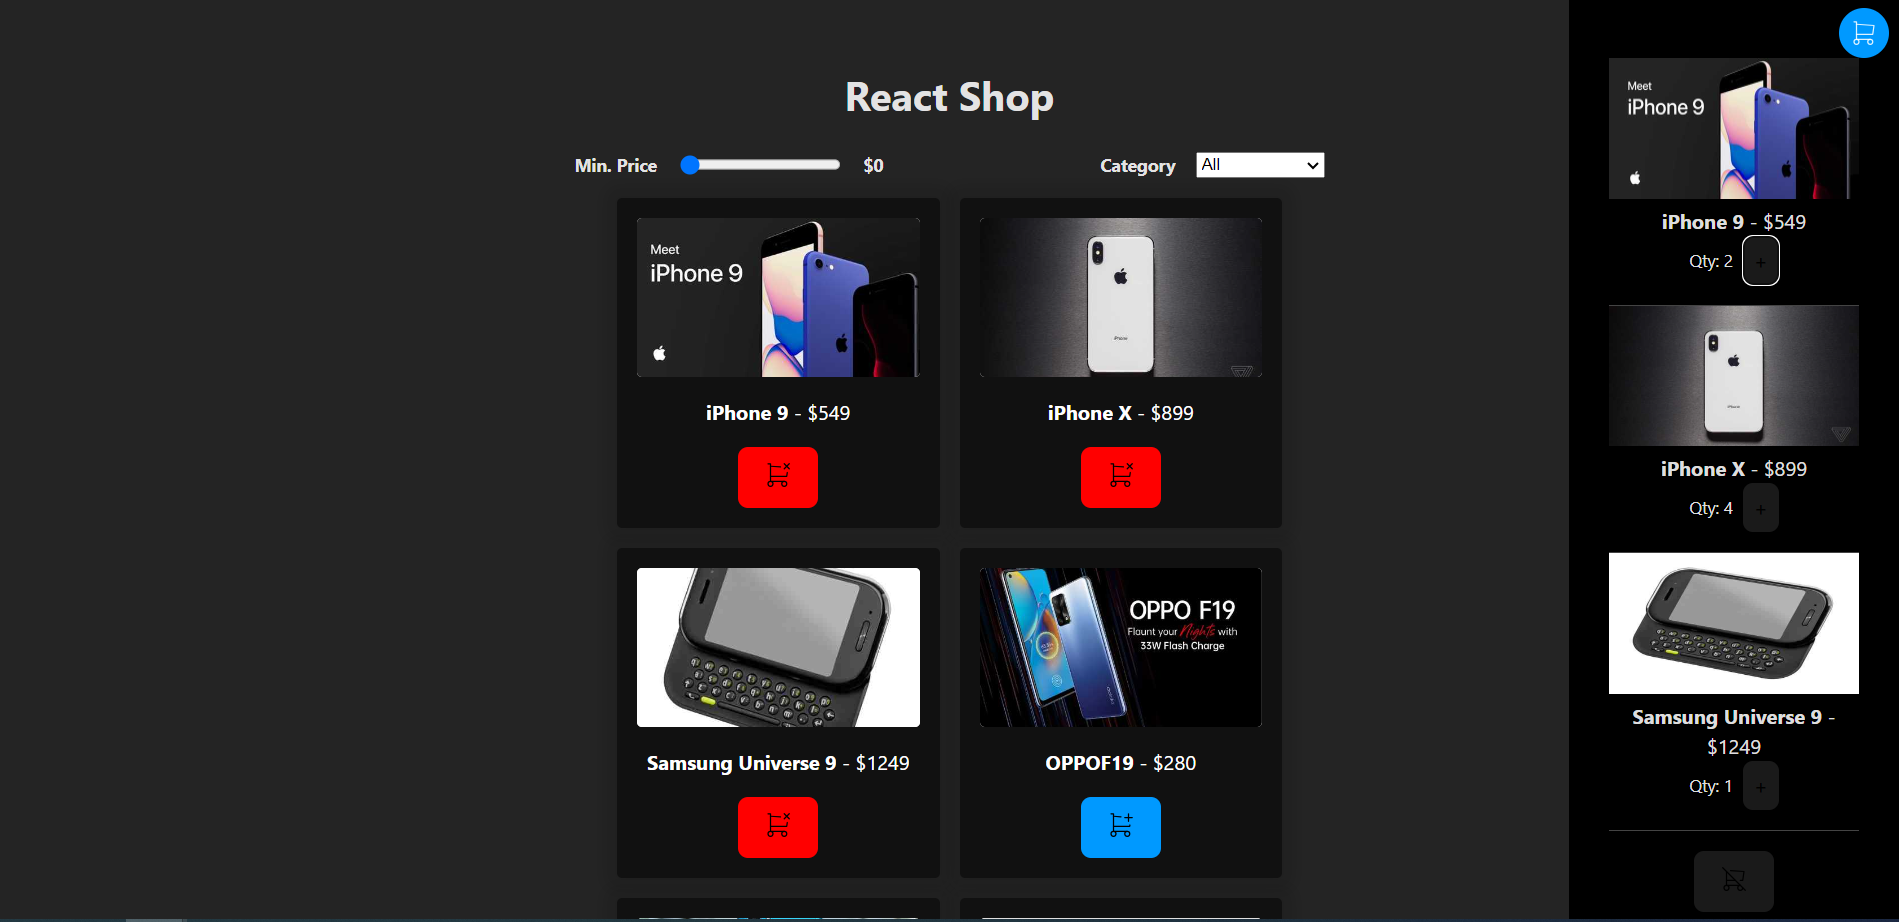 React Shop
Min. Price $0 Category All
Meet
iPhone 9
iPhone 9 - $549
iPhone
iPhone X - $899
Samsung Universe 9 - $1249
OPPO F19
Flaunt your Nights with
33W Flash Charge
OPPOF19 - $280
Meet
iPhone 9
iPhone 9 - $549
Qty: 2 +
iPhone
iPhone X - $899
Qty: 4 +
Samsung Universe 9 -
$1249
Qty: 1 +